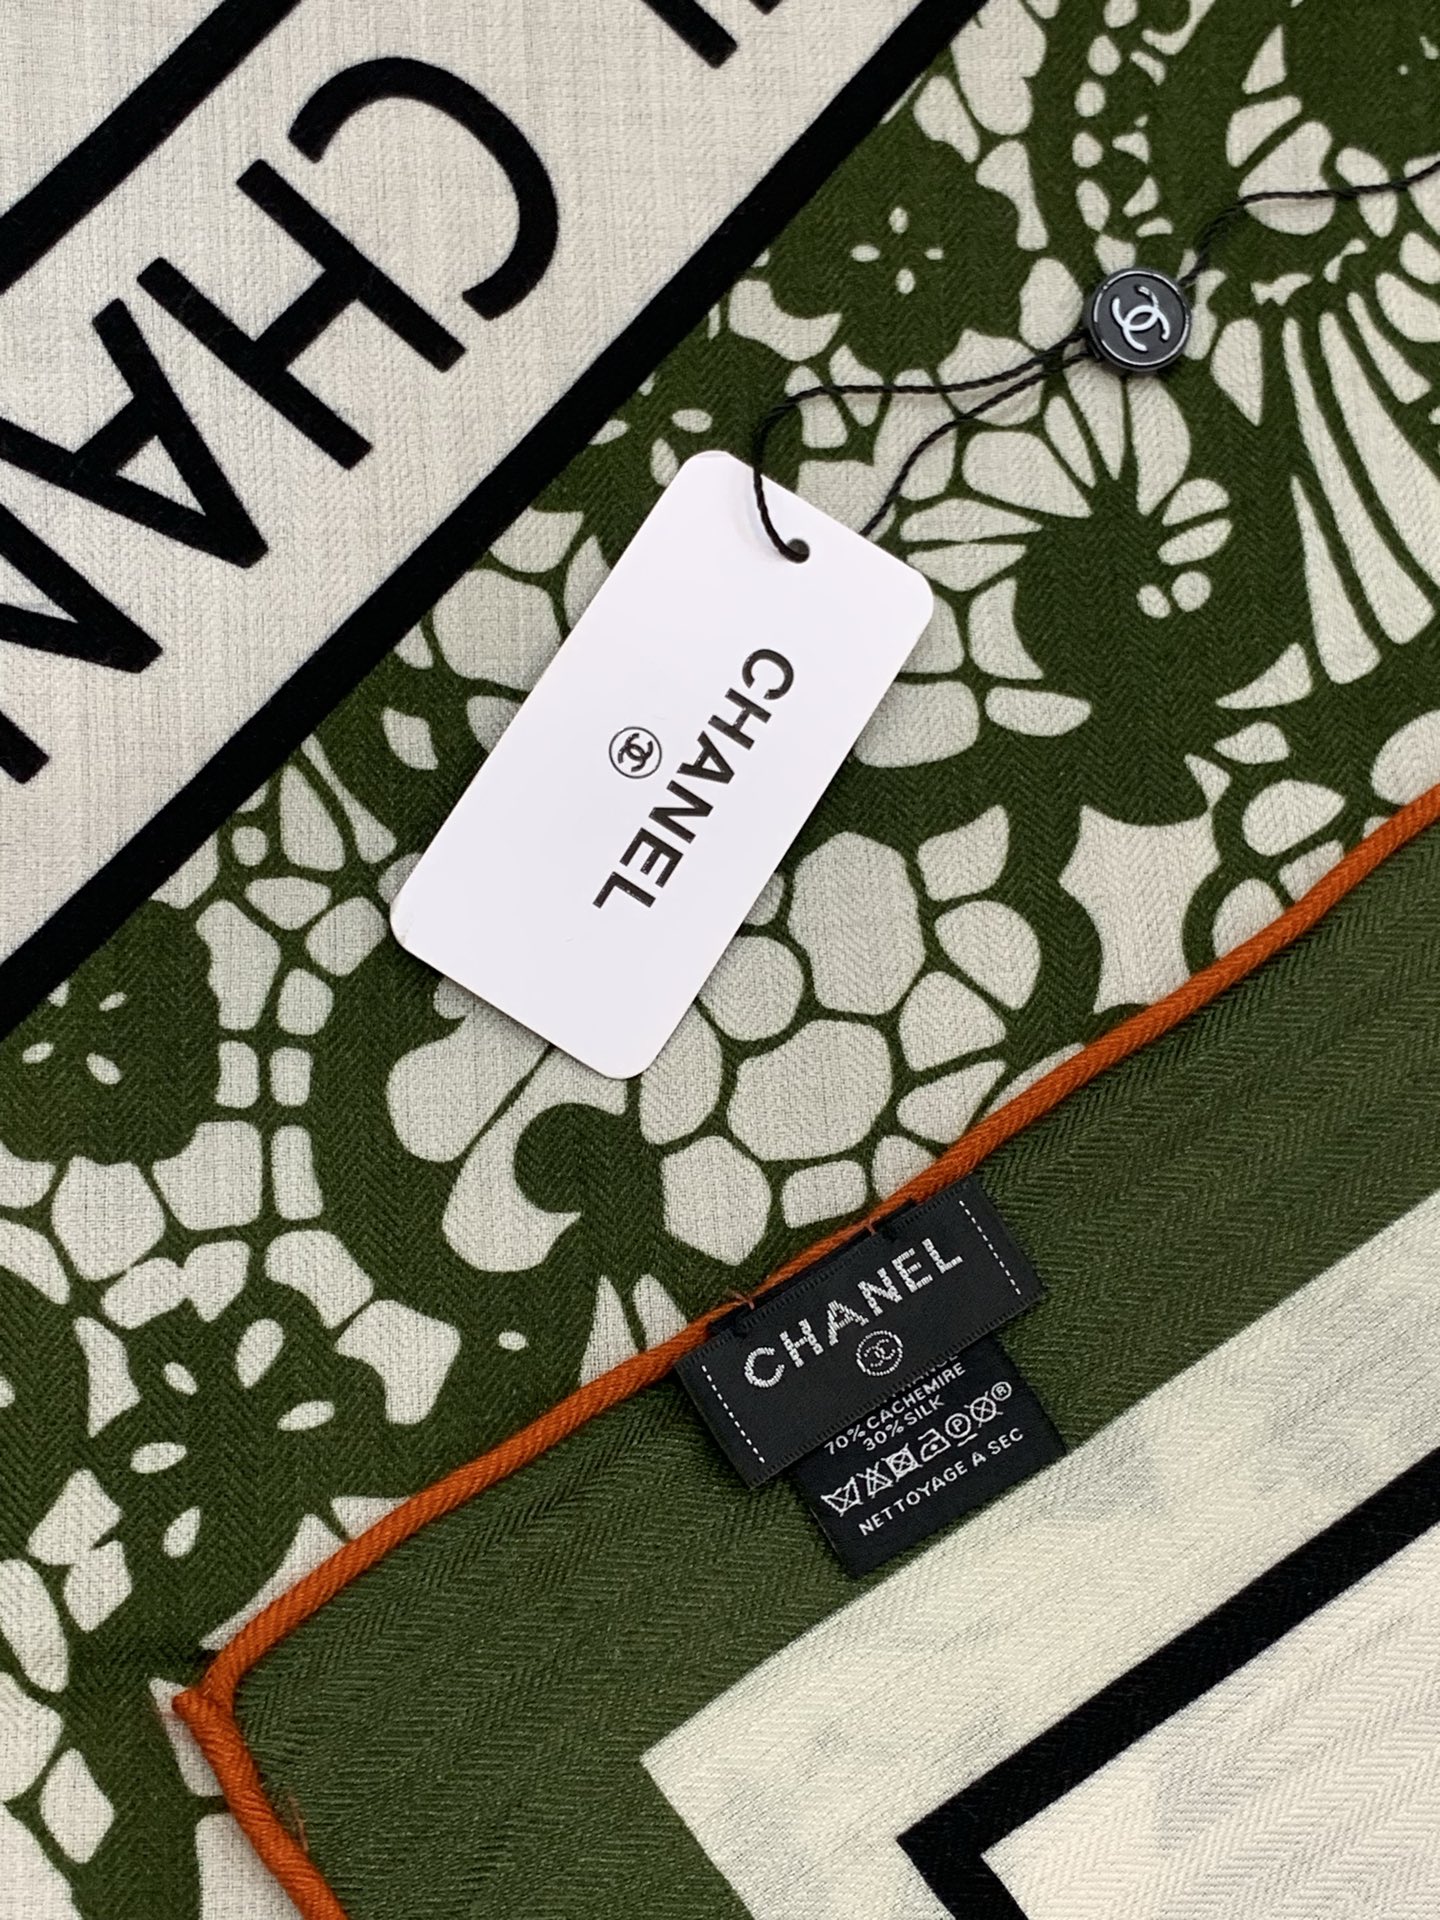 CHAN
CHANEL
CHANEL
70% CACHEMIRE
30% SILK
NETTOYAGE A SEC